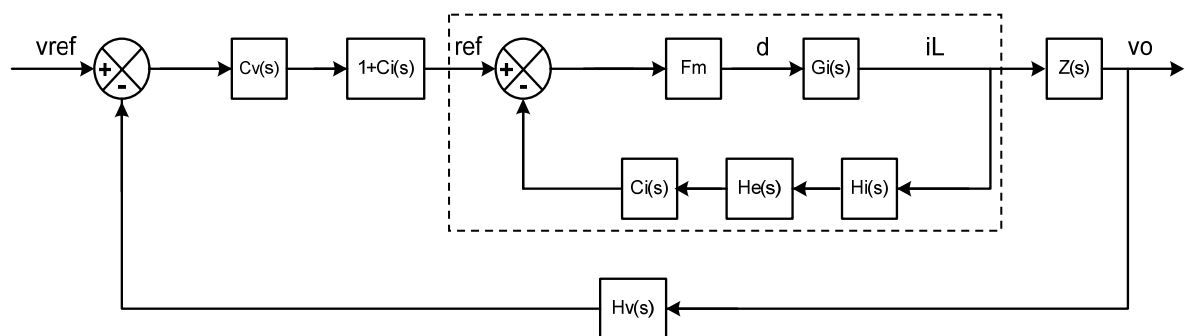 vref
+
-
Cv(s)
1+Ci(s)
ref
+
-
Fm
d
Gi(s)
iL
Z(s)
vo
Ci(s)
He(s)
Hi(s)
Hv(s)